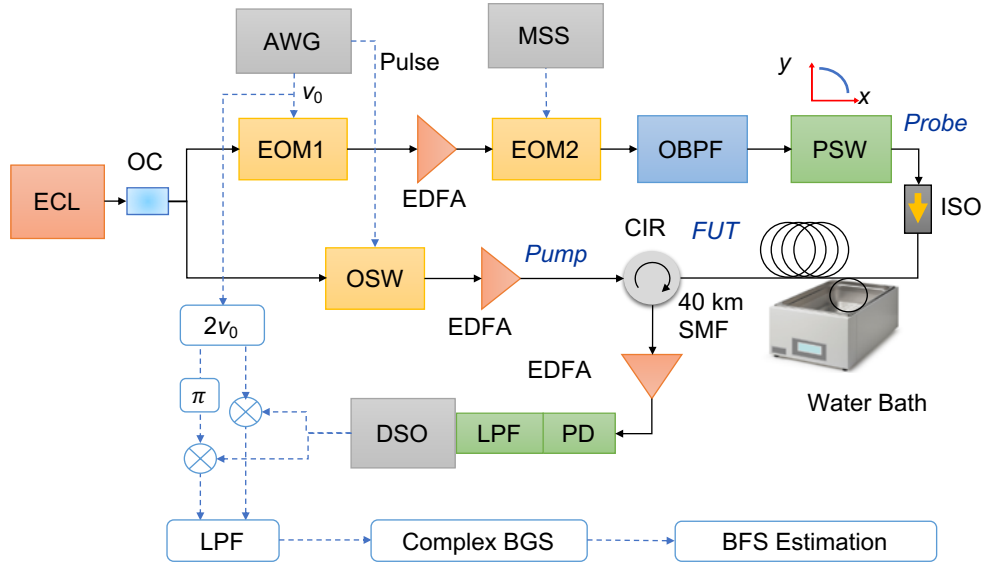 AWG
MSS
Pulse
v₀
y
x
OC
EOM1
EOM2
OBPF
PSW
Probe
ECL
EDFA
ISO
CIR
FUT
Pump
OSW
EDFA
40 km
SMF
2v₀
EDFA
π
Water Bath
DSO
LPF
PD
LPF
Complex BGS
BFS Estimation